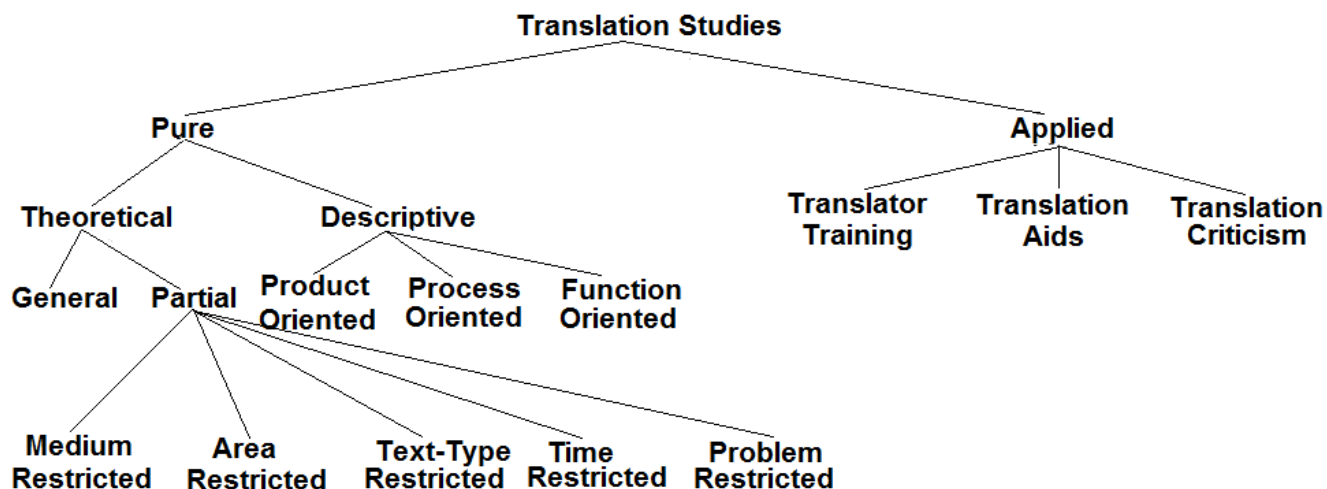 Translation Studies
Pure
Applied
Theoretical
Descriptive
Translator
Training
Translation
Aids
Translation
Criticism
General
Partial
Product
Oriented
Process
Oriented
Function
Oriented
Medium
Restricted
Area
Restricted
Text-Type
Restricted
Time
Restricted
Problem
Restricted